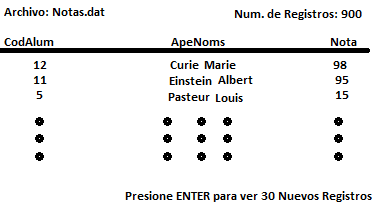 Archivo: Notas.dat Num. de Registros: 900
CodAlum ApeNoms Nota
12 Curie Marie 98
11 Einstein Albert 95
5 Pasteur Louis 15
Presione ENTER para ver 30 Nuevos Registros